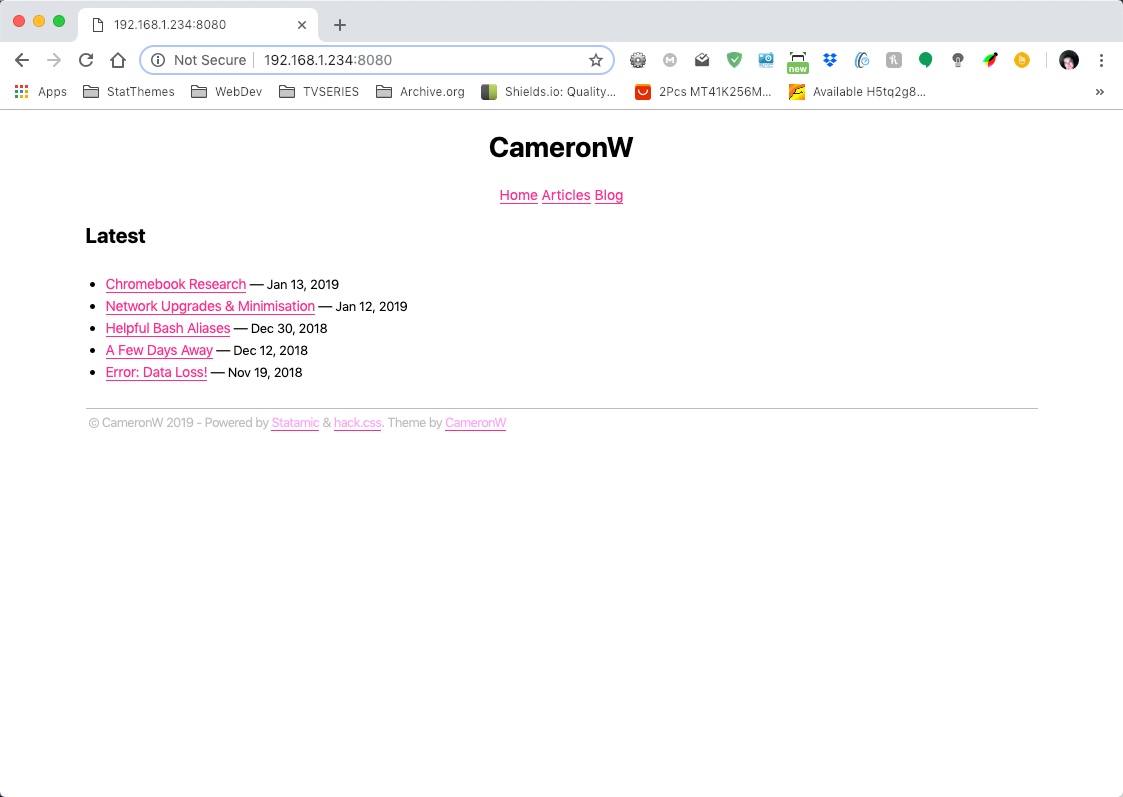 192.168.1.234:8080
Not Secure 192.168.1.234:8080
new
Apps StatThemes WebDev TVSERIES Archive.org Shields.io: Quality... 2Pcs MT41K256M... Available H5tq2g8... »
CameronW
Home Articles Blog
Latest
Chromebook Research — Jan 13, 2019
Network Upgrades & Minimisation — Jan 12, 2019
Helpful Bash Aliases — Dec 30, 2018
A Few Days Away — Dec 12, 2018
Error: Data Loss! — Nov 19, 2018
© CameronW 2019 - Powered by Statamic & hack.css. Theme by CameronW